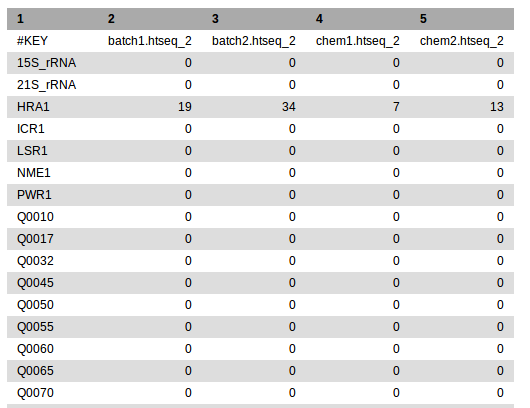 1 2 3 4 5
#KEY batch1.htseq_2 batch2.htseq_2 chem1.htseq_2 chem2.htseq_2
15S_rRNA 0 0 0 0
21S_rRNA 0 0 0 0
HRA1 19 34 7 13
ICR1 0 0 0 0
LSR1 0 0 0 0
NME1 0 0 0 0
PWR1 0 0 0 0
Q0010 0 0 0 0
Q0017 0 0 0 0
Q0032 0 0 0 0
Q0045 0 0 0 0
Q0050 0 0 0 0
Q0055 0 0 0 0
Q0060 0 0 0 0
Q0065 0 0 0 0
Q0070 0 0 0 0